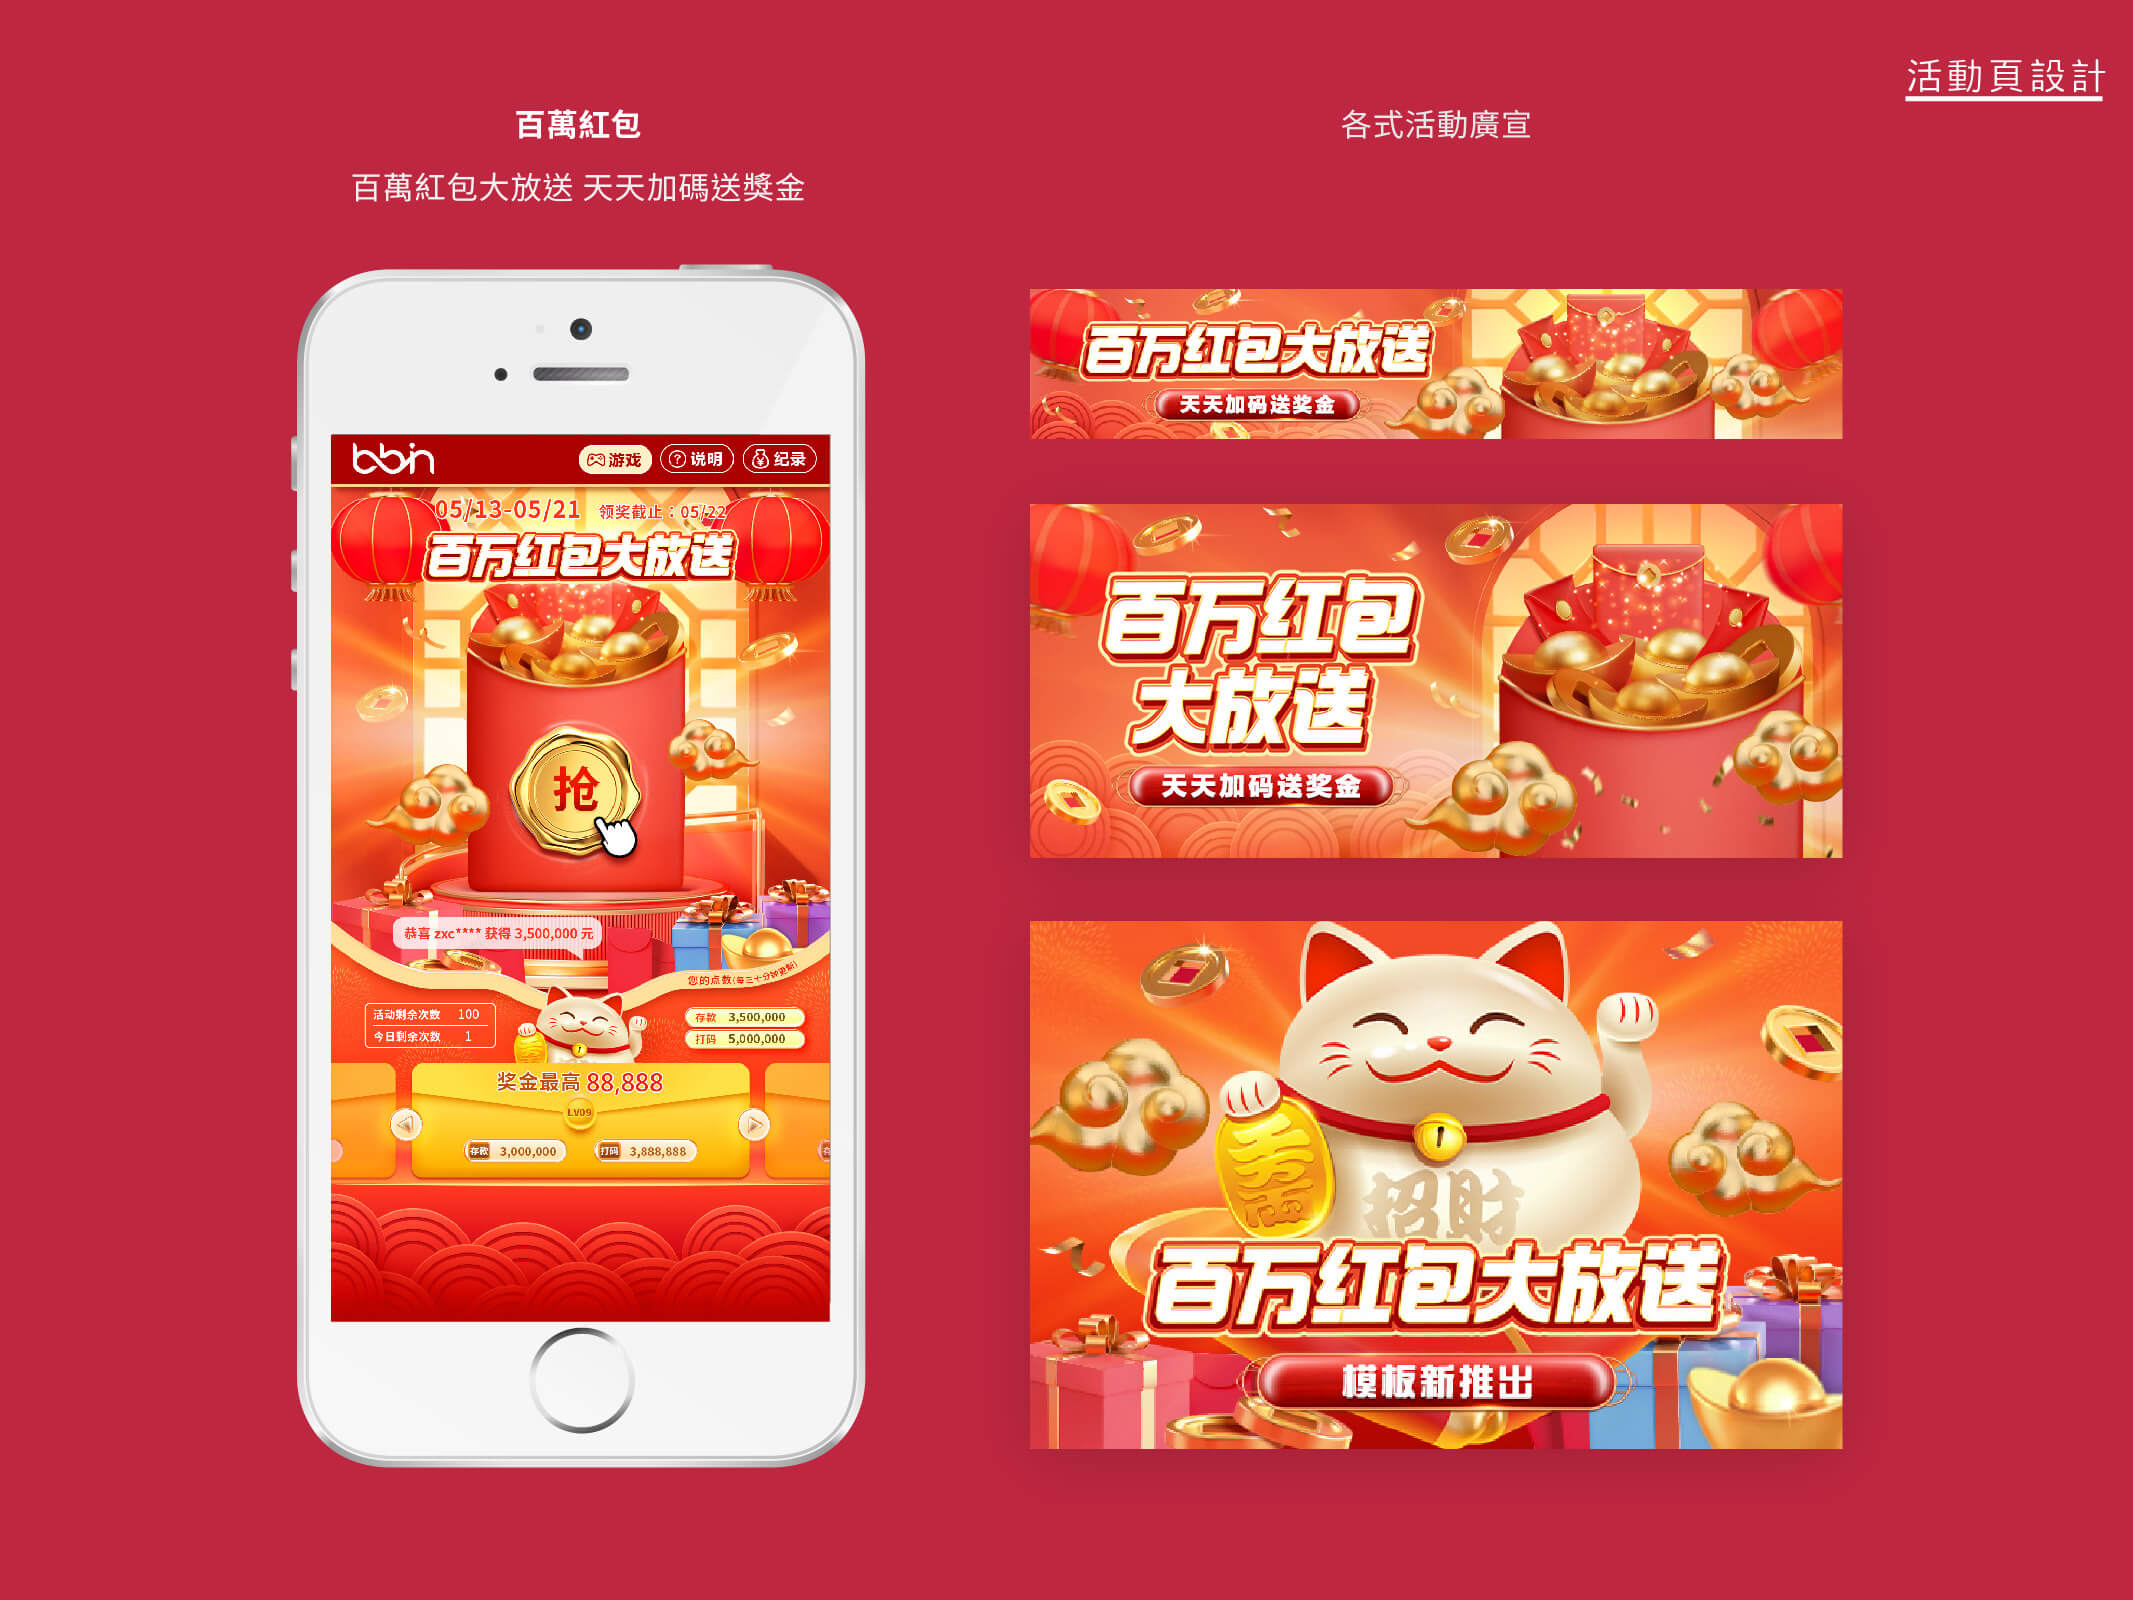 活動頁設計
百萬紅包
百萬紅包大放送 天天加碼送獎金
bbin
游戏
说明
纪录
05/13-05/21 领奖截止：05/22
百万红包大放送
抢
恭喜 zxc**** 获得 3,500,000 元
您的点数(每三十分钟更新)
活动剩余次数 100
今日剩余次数 1
存款 3,500,000
打码 5,000,000
奖金最高 88,888
LV09
存款 3,000,000
打码 3,888,888
各式活動廣宣
百万红包大放送
天天加码送奖金
百万红包
大放送
天天加码送奖金
招財
百万红包大放送
模板新推出